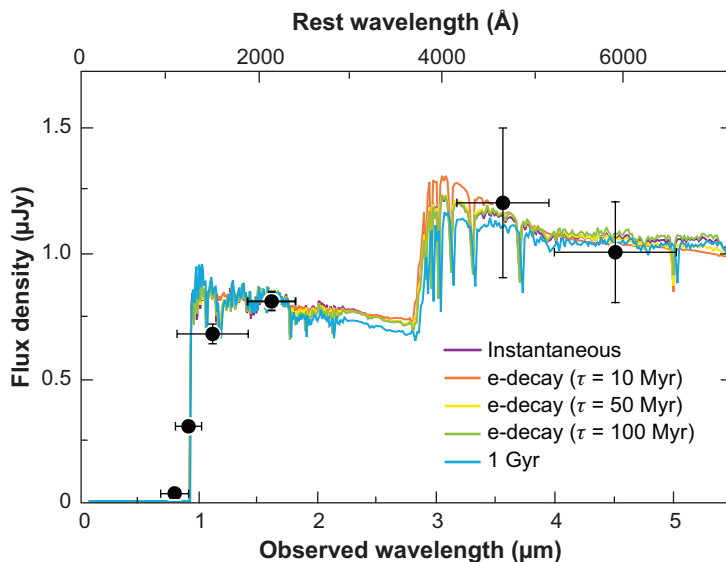 Rest wavelength (Å)
0 2000 4000 6000
Flux density (µJy)
1.5
1.0
0.5
0
Instantaneous
e-decay (τ = 10 Myr)
e-decay (τ = 50 Myr)
e-decay (τ = 100 Myr)
1 Gyr
0 1 2 3 4 5
Observed wavelength (µm)